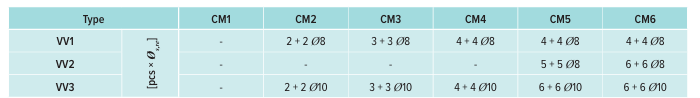 Type CM1 CM2 CM3 CM4 CM5 CM6
VV1 - 2 + 2 Ø8 3 + 3 Ø8 4 + 4 Ø8 4 + 4 Ø8 4 + 4 Ø8
[pcs × Ø s,w]
VV2 - - - - 5 + 5 Ø8 6 + 6 Ø8
VV3 - 2 + 2 Ø10 3 + 3 Ø10 4 + 4 Ø10 6 + 6 Ø10 6 + 6 Ø10